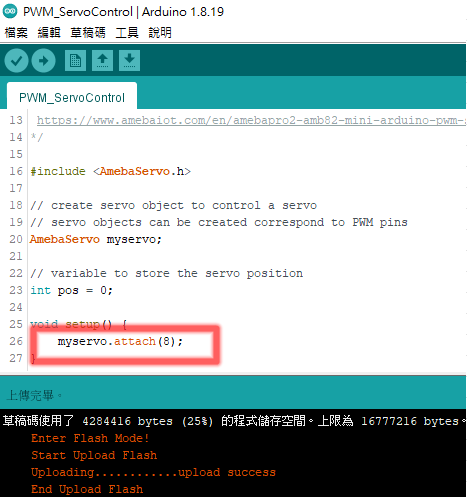 PWM_ServoControl | Arduino 1.8.19
檔案 編輯 草稿碼 工具 說明
PWM_ServoControl
13 https://www.amebaiot.com/en/amebapro2-amb82-mini-arduino-pwm-s
14 */
15
16 #include <AmebaServo.h>
17
18 // create servo object to control a servo
19 // servo objects can be created correspond to PWM pins
20 AmebaServo myservo;
21
22 // variable to store the servo position
23 int pos = 0;
24
25 void setup() {
26 myservo.attach(8);
27 }
上傳完畢。
草稿碼使用了 4284416 bytes (25%) 的程式儲存空間。上限為 16777216 bytes。
Enter Flash Mode!
Start Upload Flash
Uploading............upload success
End Upload Flash